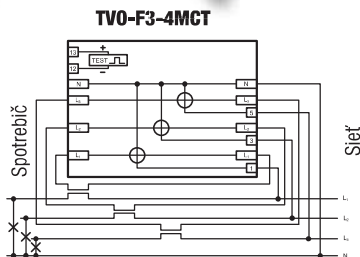 TVO-F3-4MCT
13 +
TEST
12 −
N N
L₃ L₃
5
L₂ L₂
3
L₁ L₁
1
Spotrebič
Sieť
L₁
L₂
L₃
N